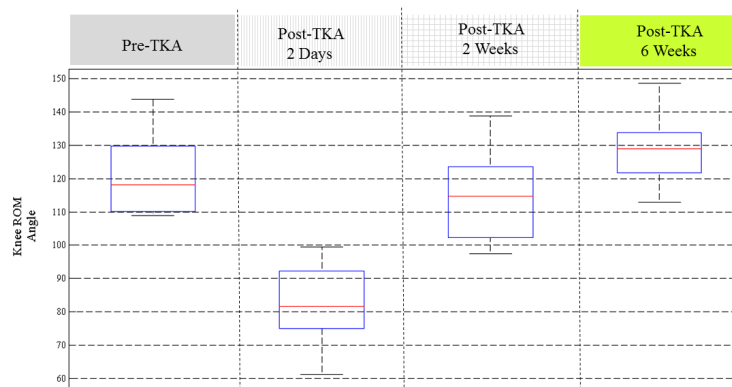 Pre-TKA
Post-TKA
2 Days
Post-TKA
2 Weeks
Post-TKA
6 Weeks
Knee ROM
Angle
150
140
130
120
110
100
90
80
70
60